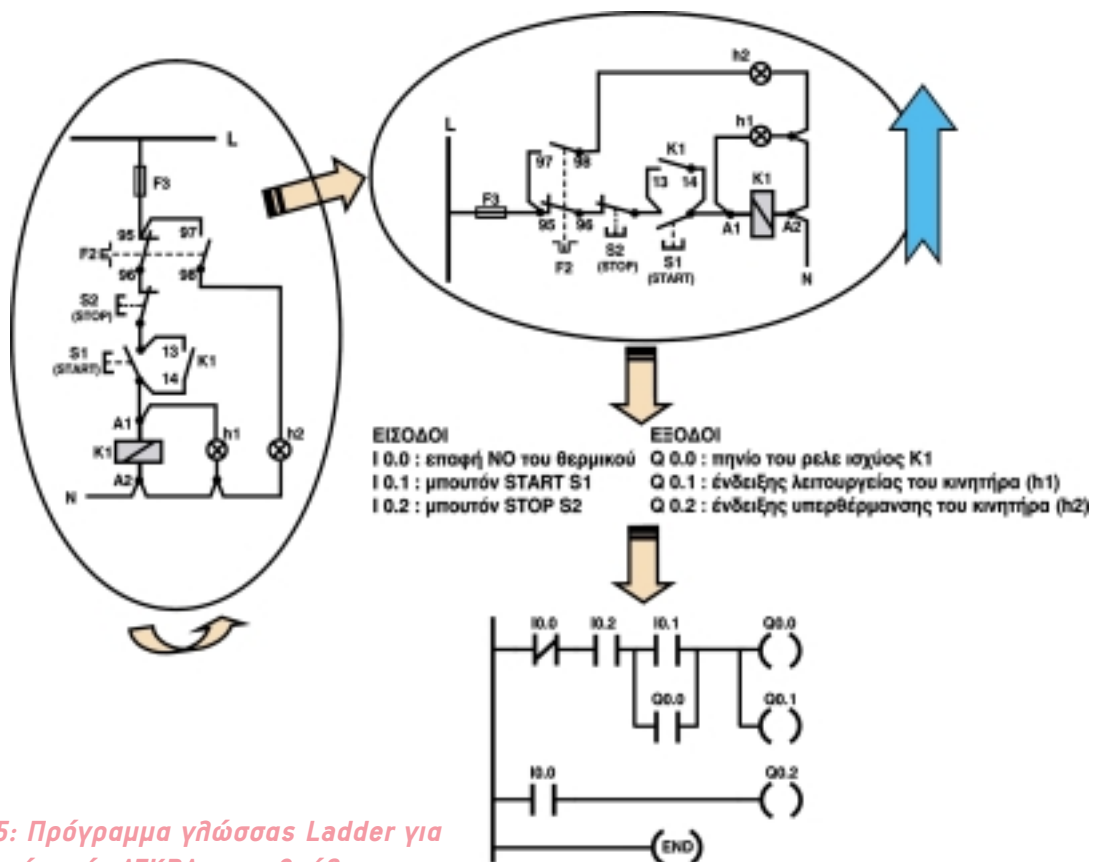 L
F3
95
97
F2
96
98
S2
(STOP)
S1
(START)
13
14
K1
A1
h1
h2
K1
A2
N
h2
L
h1
97
98
K1
13
14
K1
F3
95
96
A1
A2
S2
(STOP)
F2
S1
(START)
N
ΕΙΣΟΔΟΙ
I 0.0 : επαφή ΝΟ του θερμικού
I 0.1 : μπουτόν START S1
I 0.2 : μπουτόν STOP S2
ΕΞΟΔΟΙ
Q 0.0 : πηνίο του ρελε ισχύος K1
Q 0.1 : ένδειξης λειτουργείας του κινητήρα (h1)
Q 0.2 : ένδειξης υπερθέρμανσης του κινητήρα (h2)
I0.0
I0.2
I0.1
Q0.0
Q0.0
Q0.1
I0.0
Q0.2
END
5: Πρόγραμμα γλώσσας Ladder για